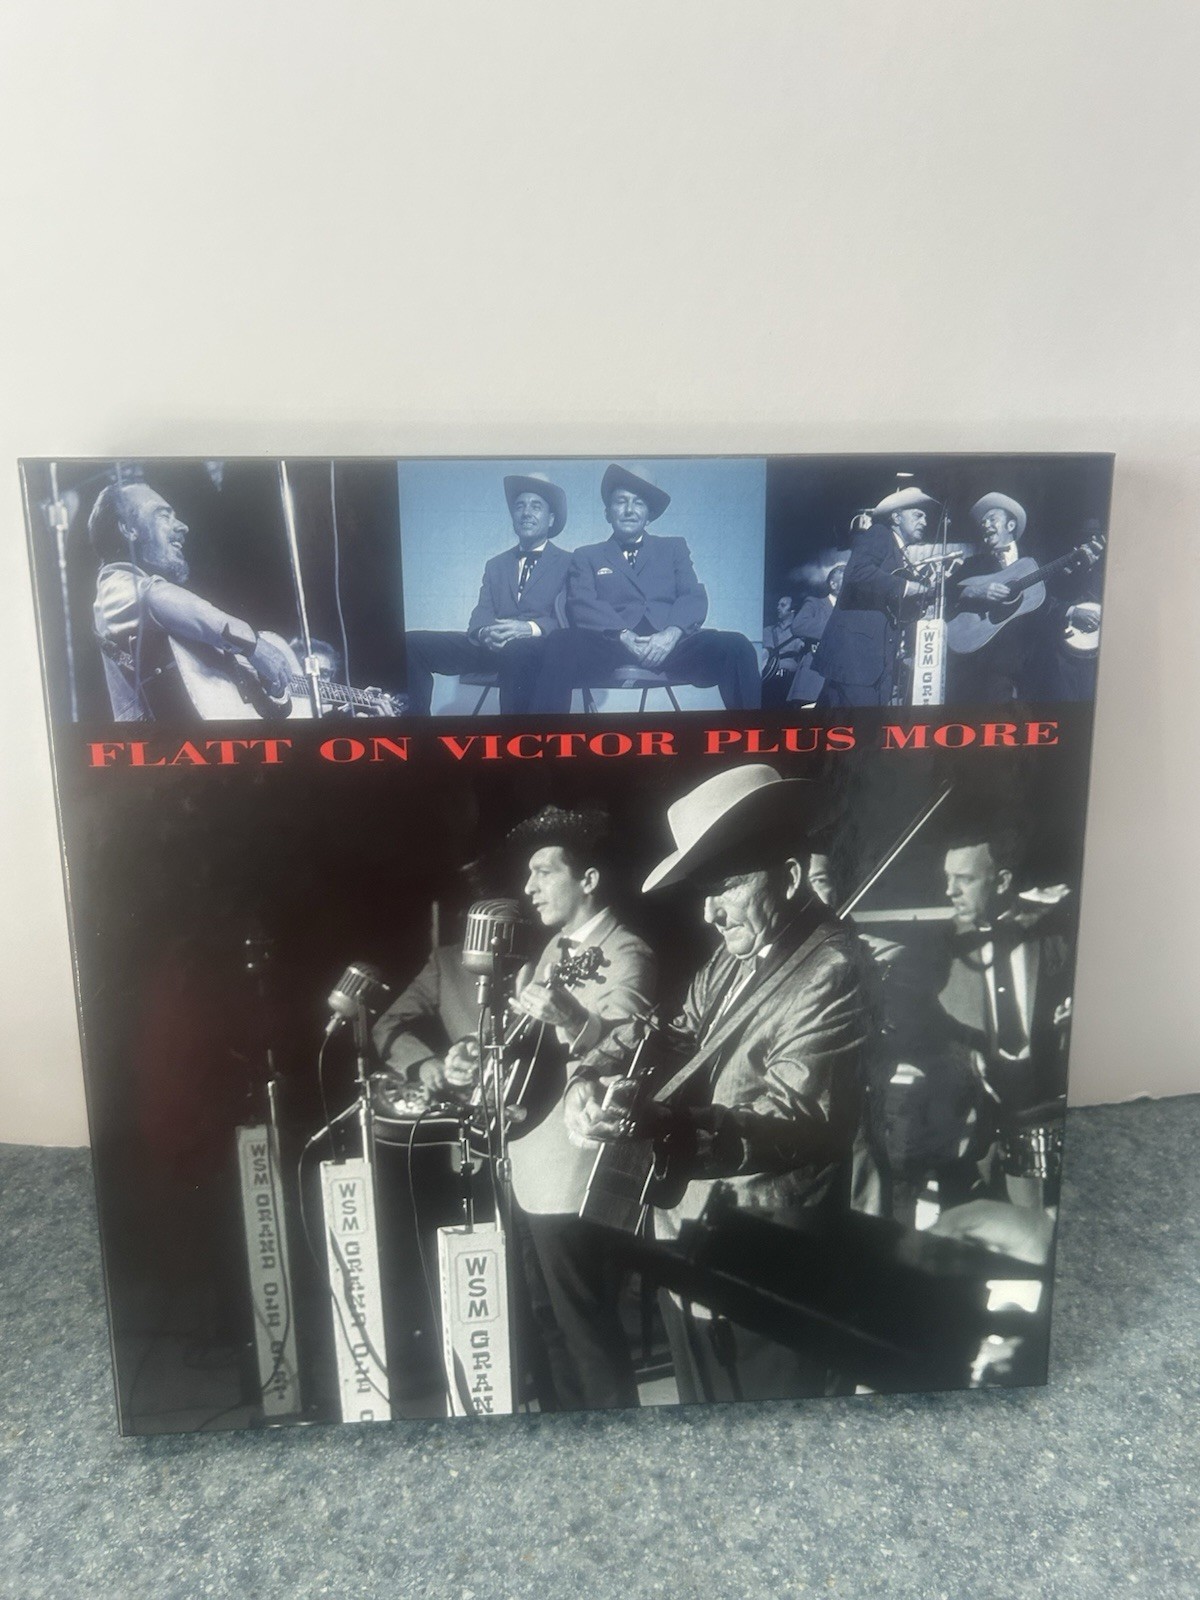 WSM GR
FLATT ON VICTOR PLUS MORE
WSM GRAND OLE OPRY
WSM GRAND OLE O
WSM GRAN